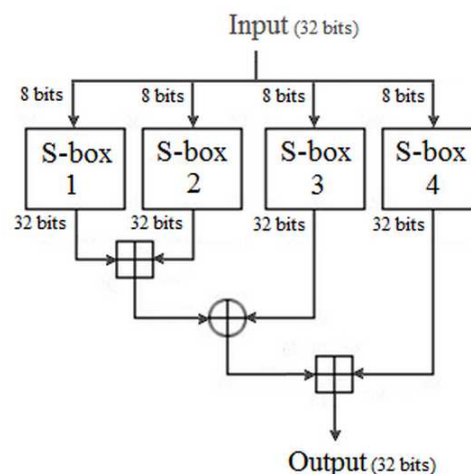 Input (32 bits)
8 bits 8 bits 8 bits 8 bits
S-box 1 S-box 2 S-box 3 S-box 4
32 bits 32 bits 32 bits 32 bits
Output (32 bits)